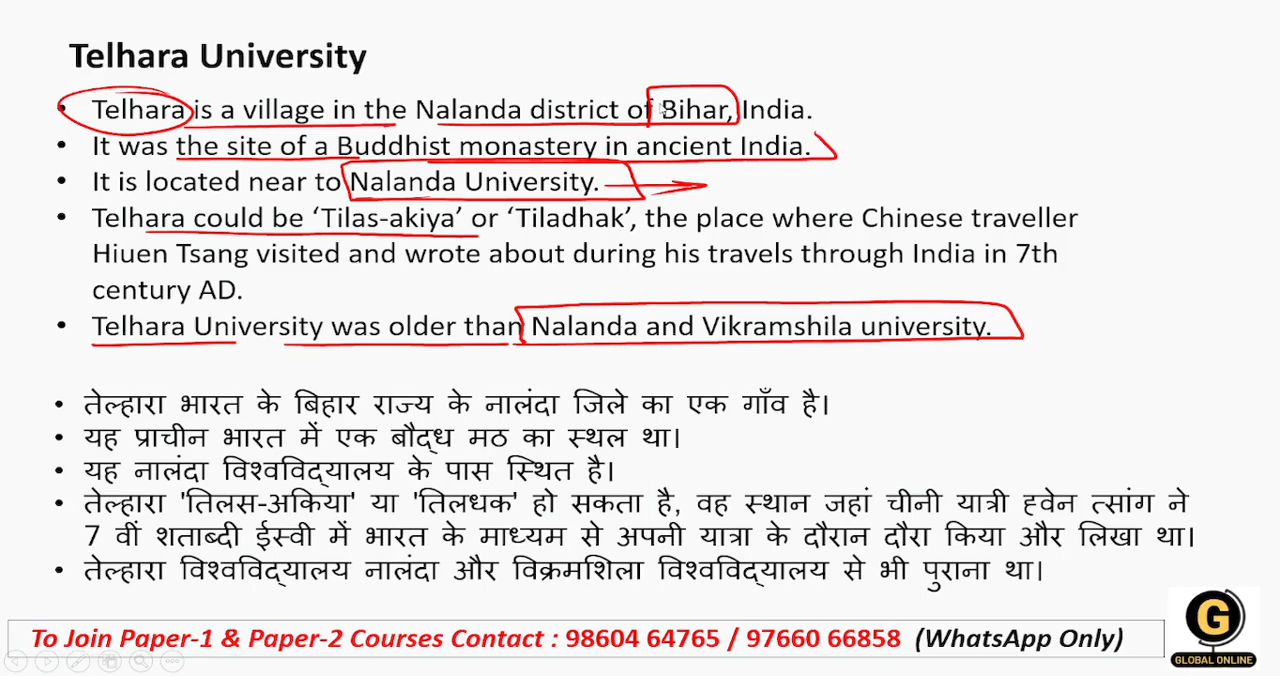 Telhara University
• Telhara is a village in the Nalanda district of Bihar, India.
• It was the site of a Buddhist monastery in ancient India.
• It is located near to Nalanda University.
• Telhara could be ‘Tilas-akiya’ or ‘Tiladhak’, the place where Chinese traveller
Hiuen Tsang visited and wrote about during his travels through India in 7th
century AD.
• Telhara University was older than Nalanda and Vikramshila university.
• तेल्हारा भारत के बिहार राज्य के नालंदा जिले का एक गाँव है।
• यह प्राचीन भारत में एक बौद्ध मठ का स्थल था।
• यह नालंदा विश्वविद्यालय के पास स्थित है।
• तेल्हारा 'तिलस-अकिया' या 'तिलधक' हो सकता है, वह स्थान जहां चीनी यात्री ह्वेन त्सांग ने
7 वीं शताब्दी ईस्वी में भारत के माध्यम से अपनी यात्रा के दौरान दौरा किया और लिखा था।
• तेल्हारा विश्वविद्यालय नालंदा और विक्रमशिला विश्वविद्यालय से भी पुराना था।
To Join Paper-1 & Paper-2 Courses Contact : 98604 64765 / 97660 66858 (WhatsApp Only)
G
GLOBAL ONLINE